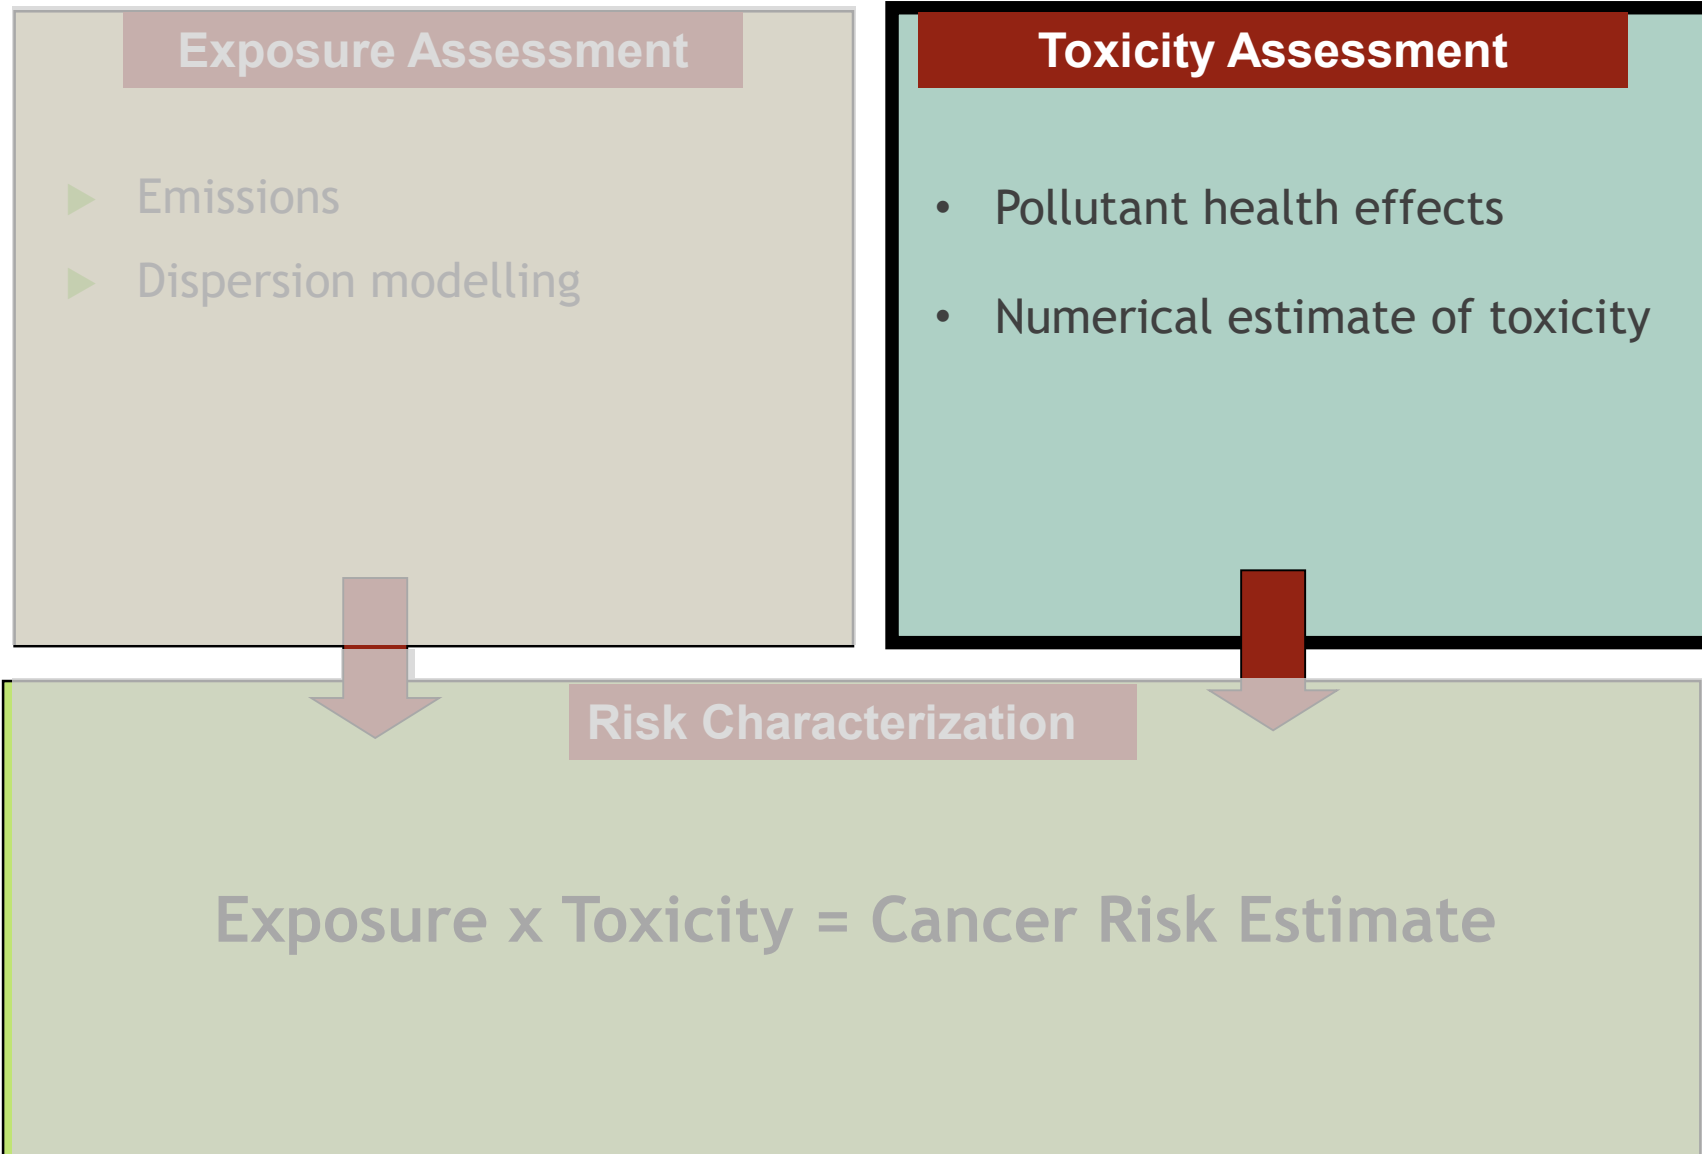 Exposure Assessment
Emissions
Dispersion modelling
Toxicity Assessment
• Pollutant health effects
• Numerical estimate of toxicity
Risk Characterization
Exposure x Toxicity = Cancer Risk Estimate